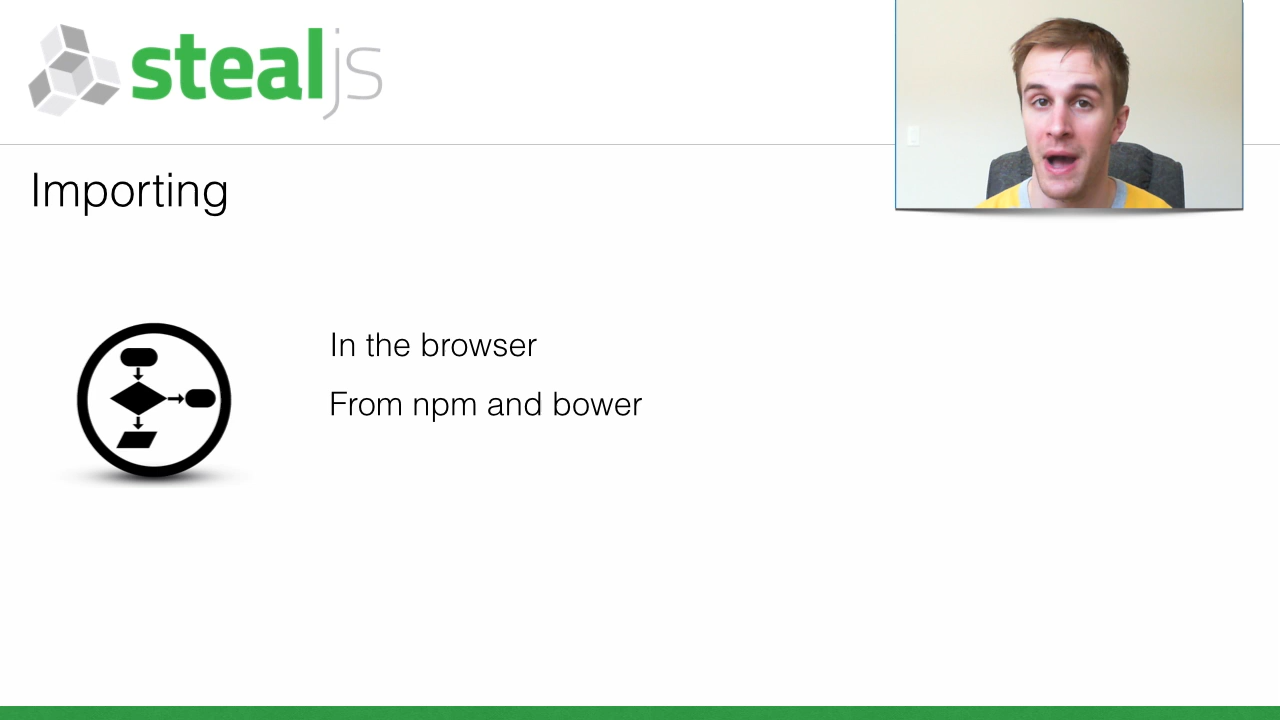 stealjs
Importing
In the browser
From npm and bower